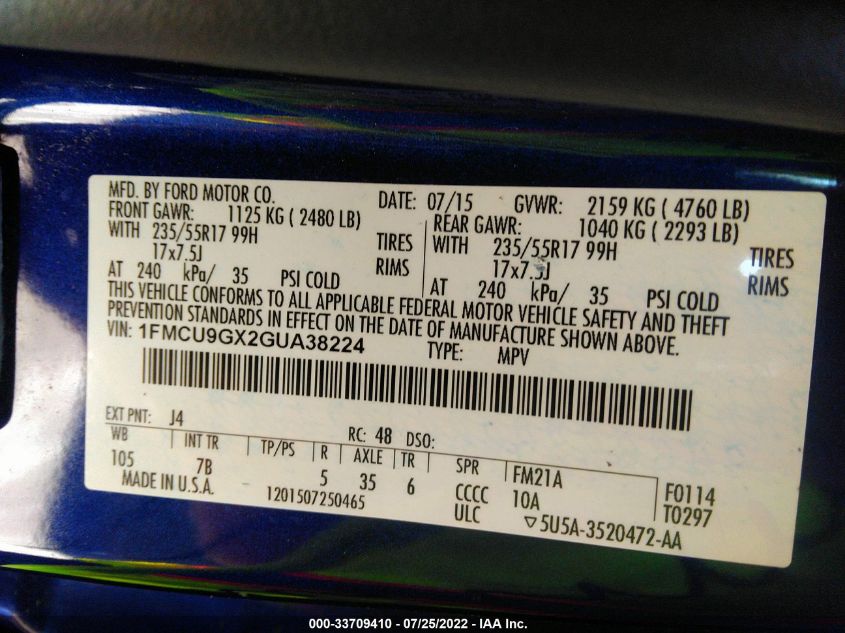 MFD. BY FORD MOTOR CO. DATE: 07/15 GVWR: 2159 KG ( 4760 LB)
FRONT GAWR: 1125 KG ( 2480 LB) REAR GAWR: 1040 KG ( 2293 LB)
WITH 235/55R17 99H TIRES WITH 235/55R17 99H TIRES
17x7.5J RIMS 17x7.5J RIMS
AT 240 kPa/ 35 PSI COLD AT 240 kPa/ 35 PSI COLD
THIS VEHICLE CONFORMS TO ALL APPLICABLE FEDERAL MOTOR VEHICLE SAFETY AND THEFT
PREVENTION STANDARDS IN EFFECT ON THE DATE OF MANUFACTURE SHOWN ABOVE.
VIN: 1FMCU9GX2GUA38224 TYPE: MPV
EXT PNT: J4 RC: 48 DSO:
WB INT TR TP/PS R AXLE TR SPR FM21A F0114
105 7B 5 35 6 CCCC 10A T0297
MADE IN U.S.A. 1201507250465 ULC ▽5U5A-3520472-AA
000-33709410 - 07/25/2022 - IAA Inc.